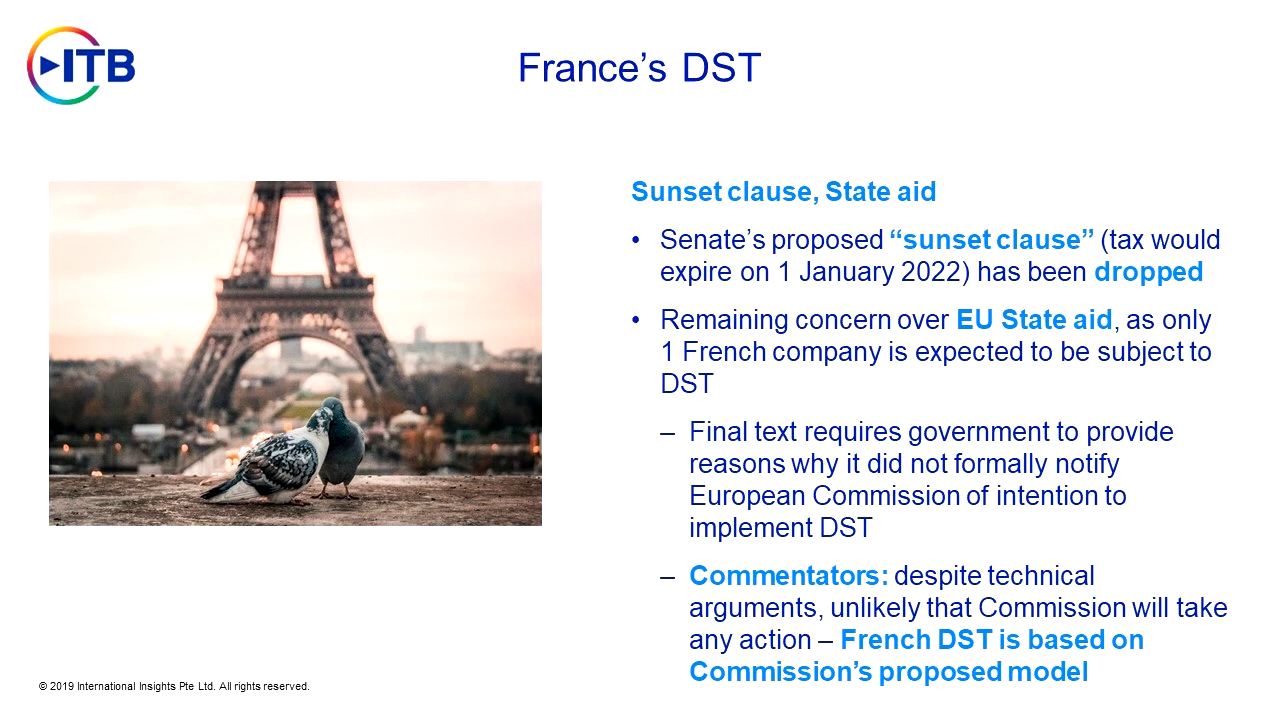 ITB
France’s DST
Sunset clause, State aid
• Senate’s proposed “sunset clause” (tax would
expire on 1 January 2022) has been dropped
• Remaining concern over EU State aid, as only
1 French company is expected to be subject to
DST
– Final text requires government to provide
reasons why it did not formally notify
European Commission of intention to
implement DST
– Commentators: despite technical
arguments, unlikely that Commission will take
any action – French DST is based on
Commission’s proposed model
© 2019 International Insights Pte Ltd. All rights reserved.